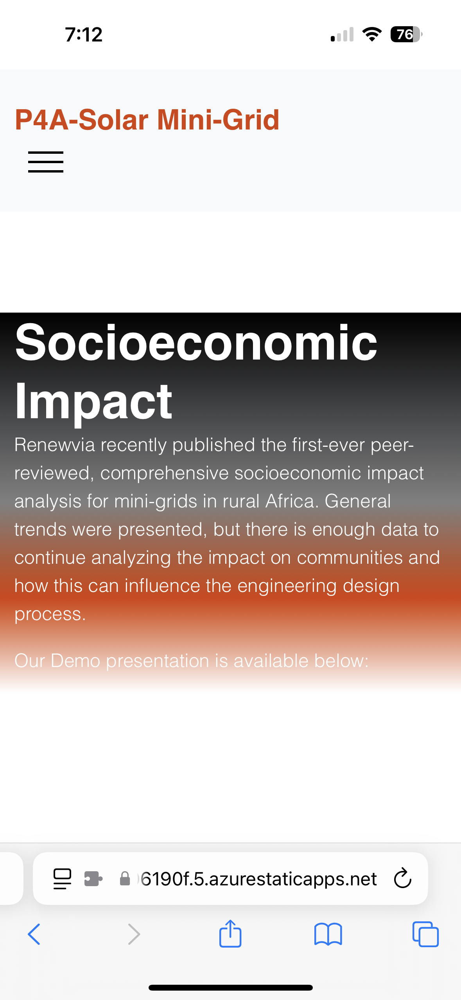 7:12
76
P4A-Solar Mini-Grid
Socioeconomic
Impact
Renewvia recently published the first-ever peer-
reviewed, comprehensive socioeconomic impact
analysis for mini-grids in rural Africa. General
trends were presented, but there is enough data to
continue analyzing the impact on communities and
how this can influence the engineering design
process.
Our Demo presentation is available below:
6190f.5.azurestaticapps.net